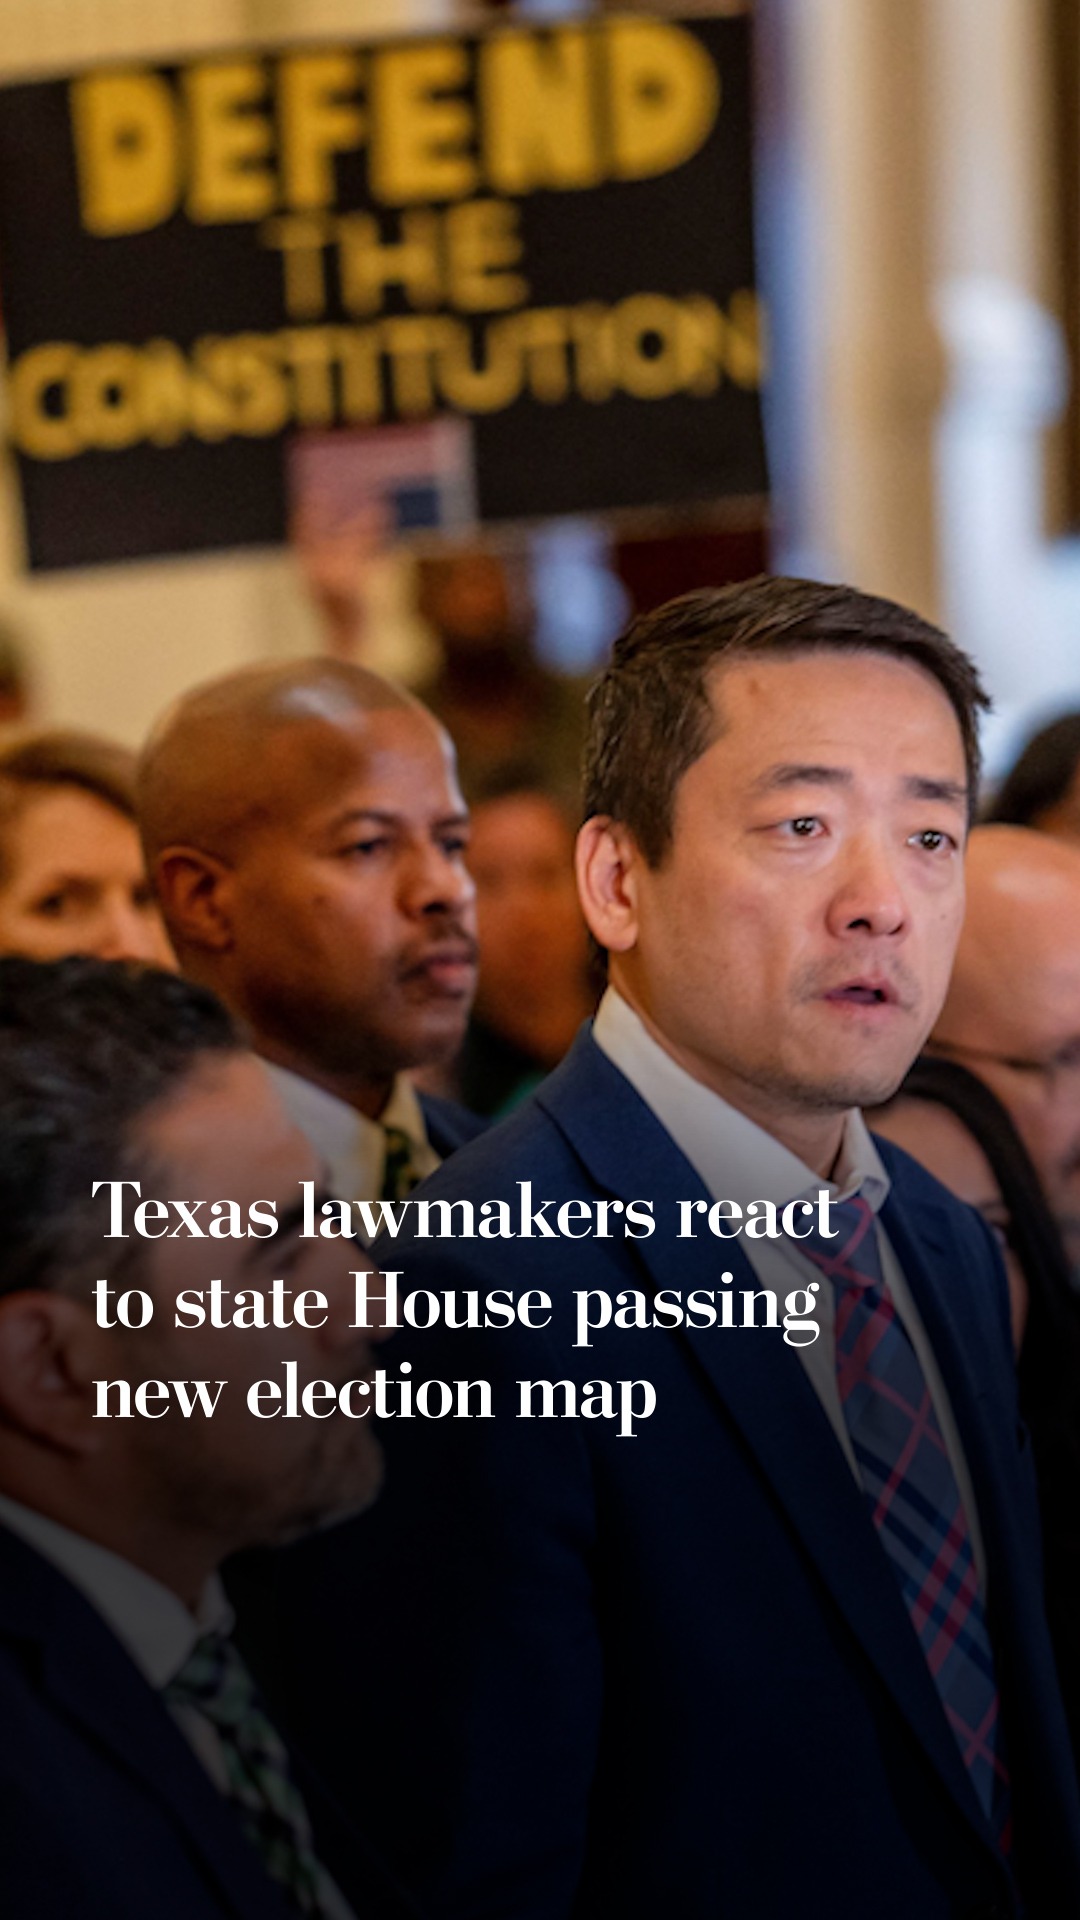 DEFEND
THE
CONSTITUTION
Texas lawmakers react
to state House passing
new election map